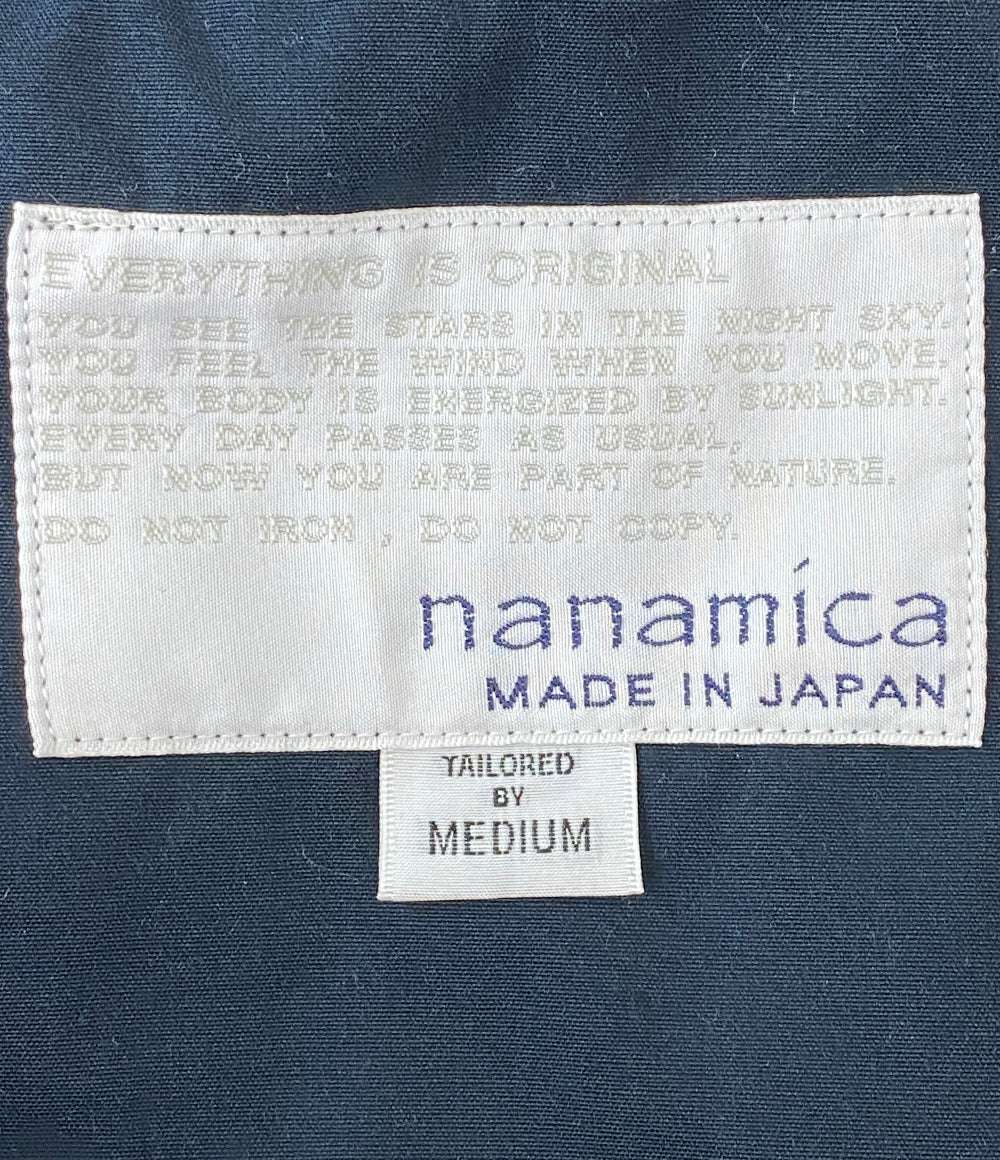 EVERYTHING IS ORIGINAL
YOU SEE THE STARS IN THE NIGHT SKY.
YOU FEEL THE WIND WHEN YOU MOVE.
YOUR BODY IS ENERGIZED BY SUNLIGHT.
EVERY DAY PASSES AS USUAL,
BUT NOW YOU ARE PART OF NATURE.
DO NOT IRON , DO NOT COPY.
nanamíca
MADE IN JAPAN
TAILORED
BY
MEDIUM